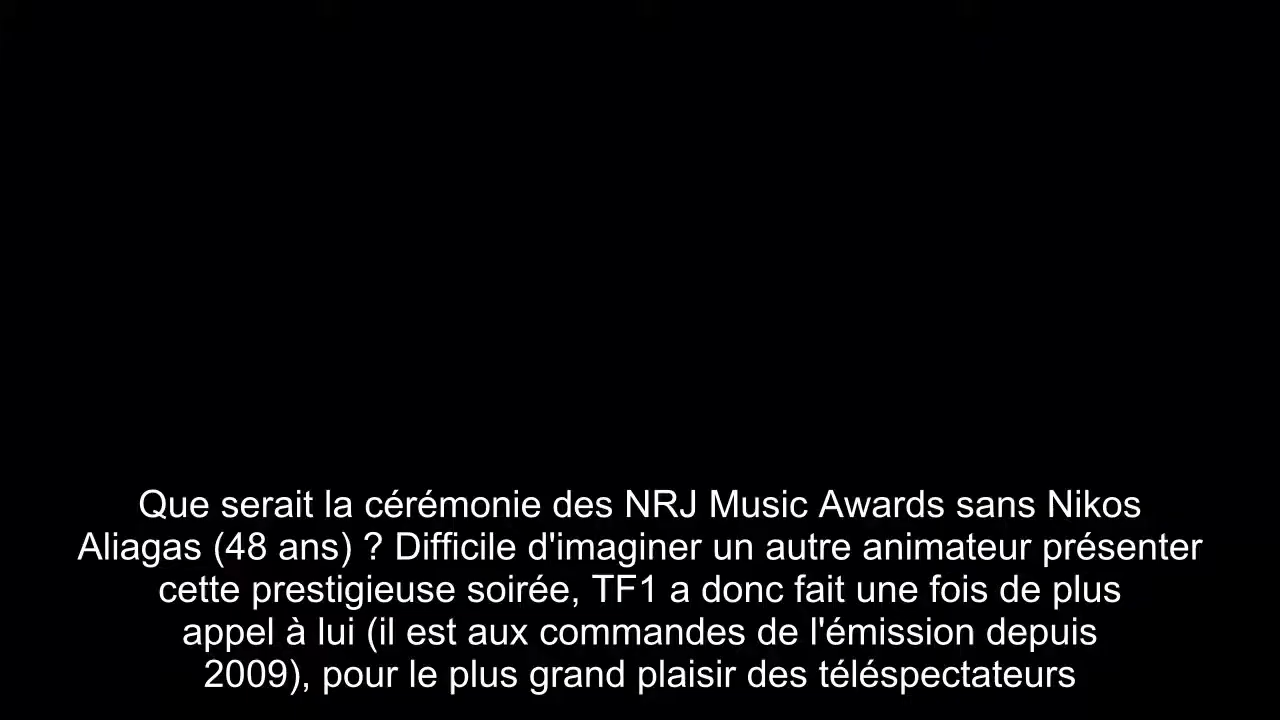 Que serait la cérémonie des NRJ Music Awards sans Nikos
Aliagas (48 ans) ? Difficile d'imaginer un autre animateur présenter
cette prestigieuse soirée, TF1 a donc fait une fois de plus
appel à lui (il est aux commandes de l'émission depuis
2009), pour le plus grand plaisir des téléspectateurs